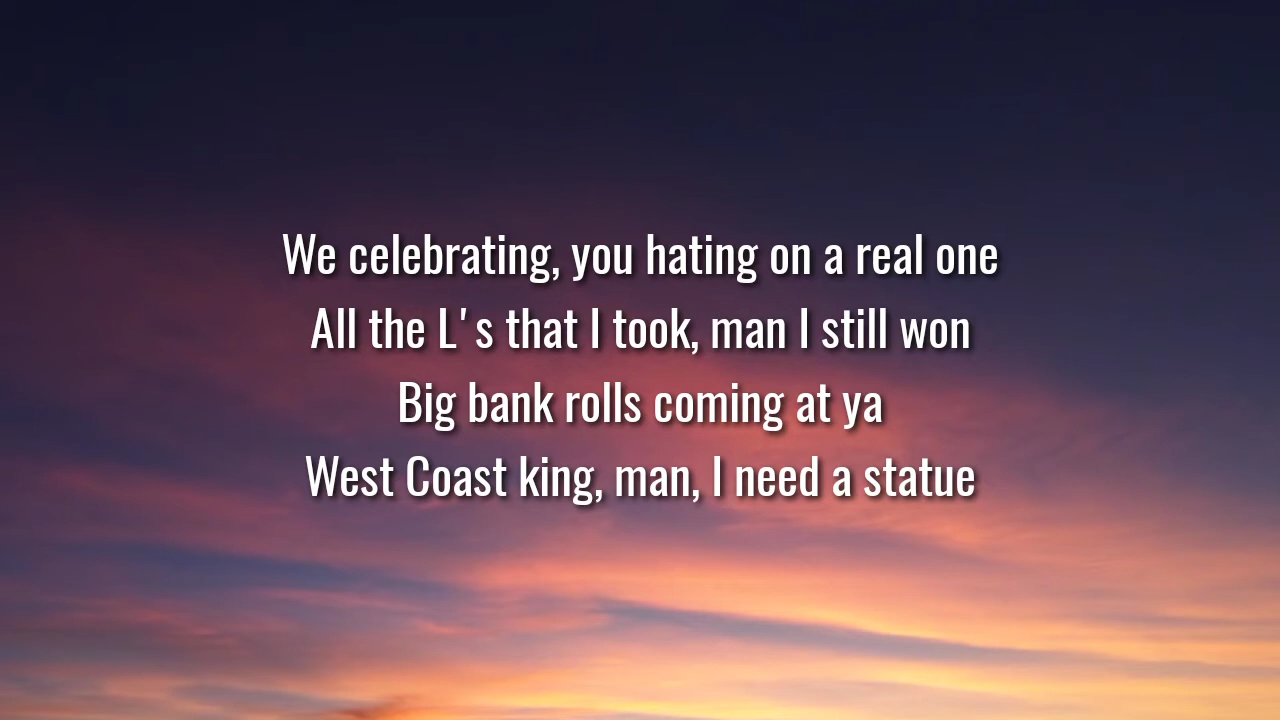 We celebrating, you hating on a real one
All the L's that I took, man I still won
Big bank rolls coming at ya
West Coast king, man, I need a statue